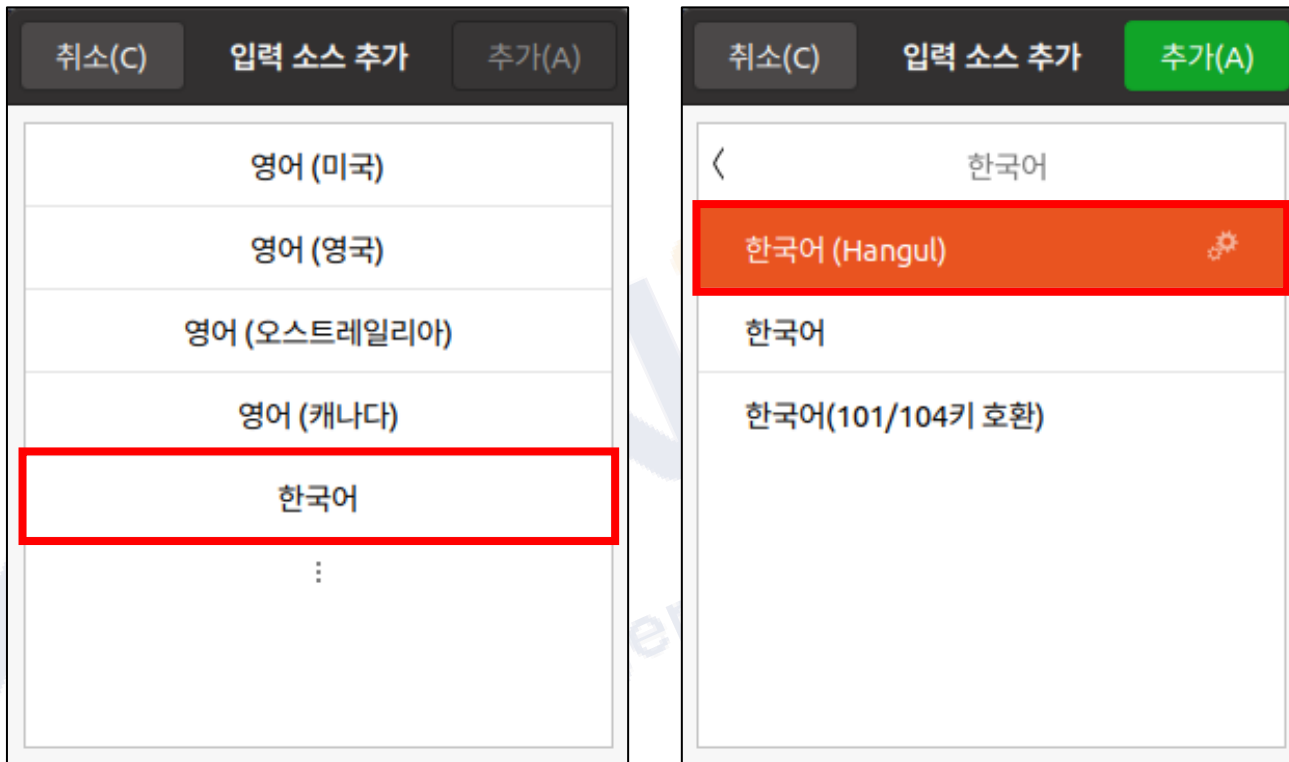 취소(C) 입력 소스 추가 추가(A)
영어 (미국)
영어 (영국)
영어 (오스트레일리아)
영어 (캐나다)
한국어
취소(C) 입력 소스 추가 추가(A)
한국어
한국어 (Hangul)
한국어
한국어(101/104키 호환)